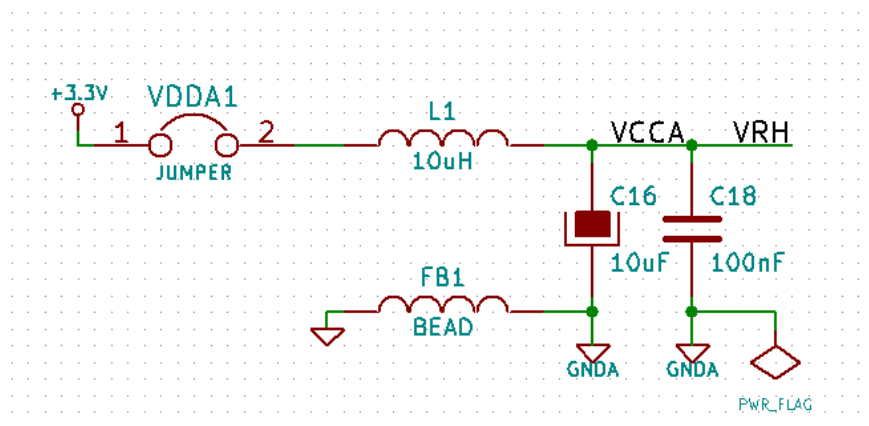 +3.3V
VDDA1
1
2
JUMPER
L1
10uH
VCCA
VRH
C16
10uF
C18
100nF
FB1
BEAD
GNDA
GNDA
PWR_FLAG